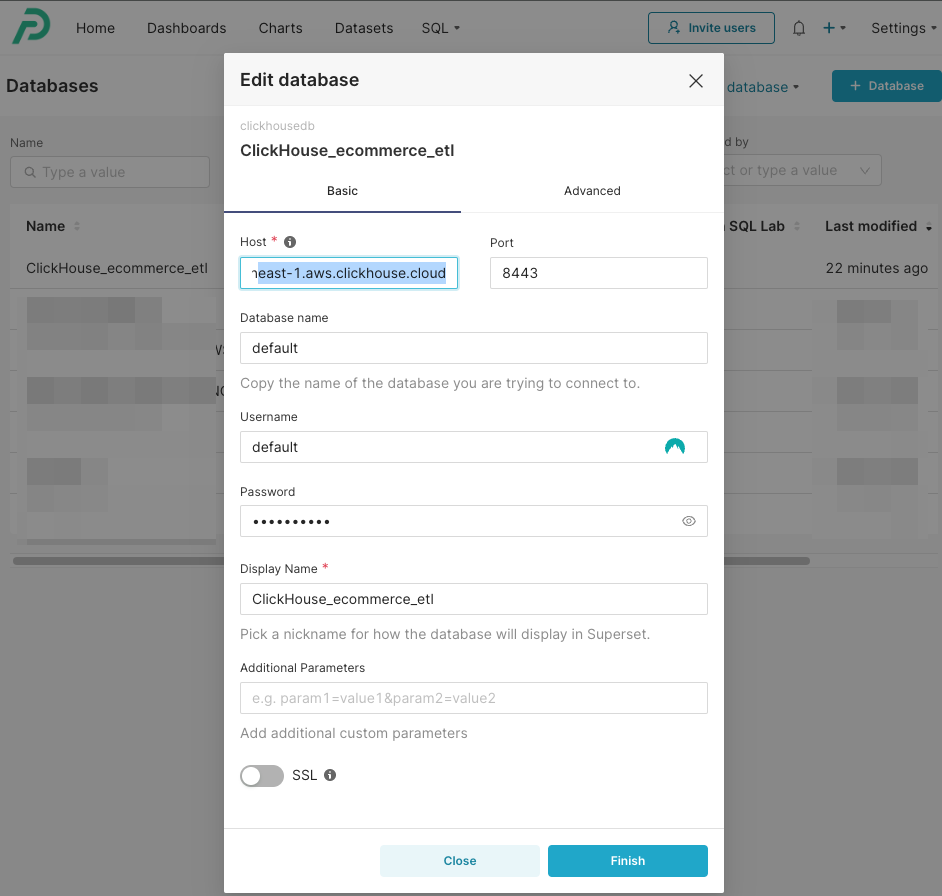 Home Dashboards Charts Datasets SQL Invite users Settings
Databases
database
Database
Name
d by
Type a value
ct or type a value
Name
SQL Lab
Last modified
ClickHouse_ecommerce_etl
22 minutes ago
Edit database
clickhousedb
ClickHouse_ecommerce_etl
Basic Advanced
Host *
Port
east-1.aws.clickhouse.cloud
8443
Database name
default
Copy the name of the database you are trying to connect to.
Username
default
Password
••••••••••
Display Name *
ClickHouse_ecommerce_etl
Pick a nickname for how the database will display in Superset.
Additional Parameters
e.g. param1=value1&param2=value2
Add additional custom parameters
SSL
Close Finish